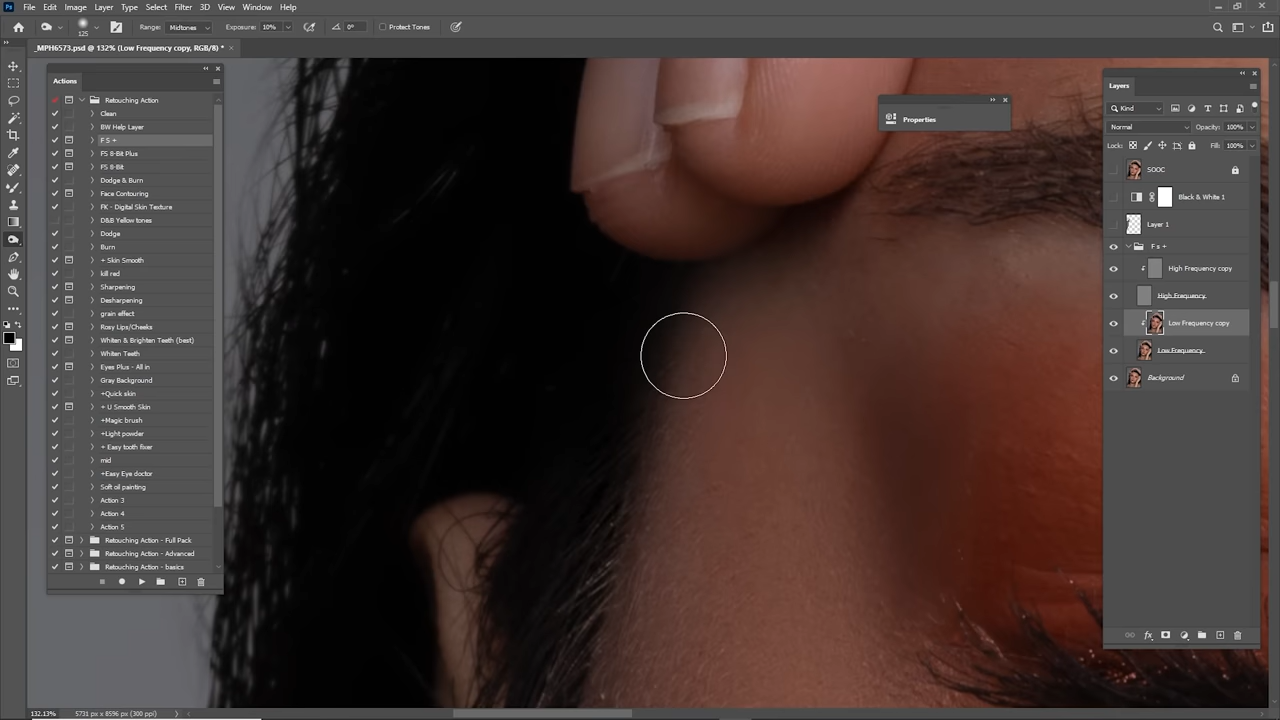 Ps File Edit Image Layer Type Select Filter 3D View Plugins Window Help
125 Range: Midtones Exposure: 10% 0° Protect Tones
_MPH6573.psd @ 132% (Low Frequency copy, RGB/8) *
Actions
Retouching Action
Clean
BW Help Layer
F S +
FS 8-Bit Plus
FS 8-Bit
Dodge & Burn
Face Contouring
FK - Digital Skin Texture
D&B Yellow tones
Dodge
Burn
+ Skin Smooth
kill red
Sharpening
Desharpening
grain effect
Rosy Lips/Cheeks
Whiten & Brighten Teeth (best)
Whiten Teeth
Eyes Plus - All in
Gray Background
+Quick skin
+ U Smooth Skin
+Magic brush
+Light powder
+ Easy tooth fixer
mid
+Easy Eye doctor
Soft oil painting
Action 3
Action 4
Action 5
Retouching Action - Full Pack
Retouching Action - Advanced
Retouching Action - basics
Properties
Layers
Kind
Normal Opacity: 100%
Lock: Fill: 100%
SOOC
Black & White 1
Layer 1
F s +
High Frequency copy
High Frequency
Low Frequency copy
Low Frequency
Background
fx
132.13% 5731 px x 8596 px (300 ppi)